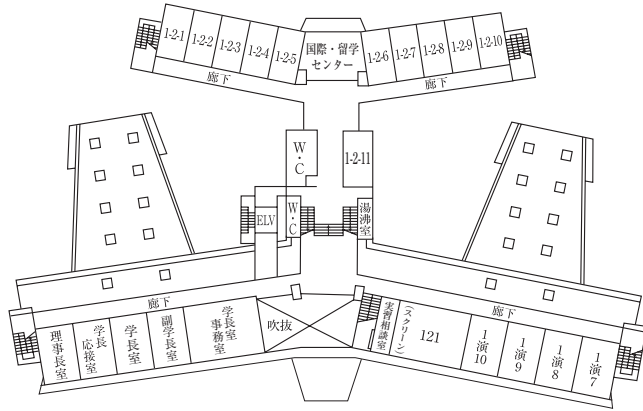 1-2-1
1-2-2
1-2-3
1-2-4
1-2-5
国際・留学
センター
1-2-6
1-2-7
1-2-8
1-2-9
1-2-10
廊下
廊下
W・C
1-2-11
ELV
W・C
湯沸室
廊下
廊下
理事長室
学長
応接室
学長室
副学長室
学長室
事務室
吹抜
実習相談室
(スクリーン)
121
1演10
1演9
1演8
1演7